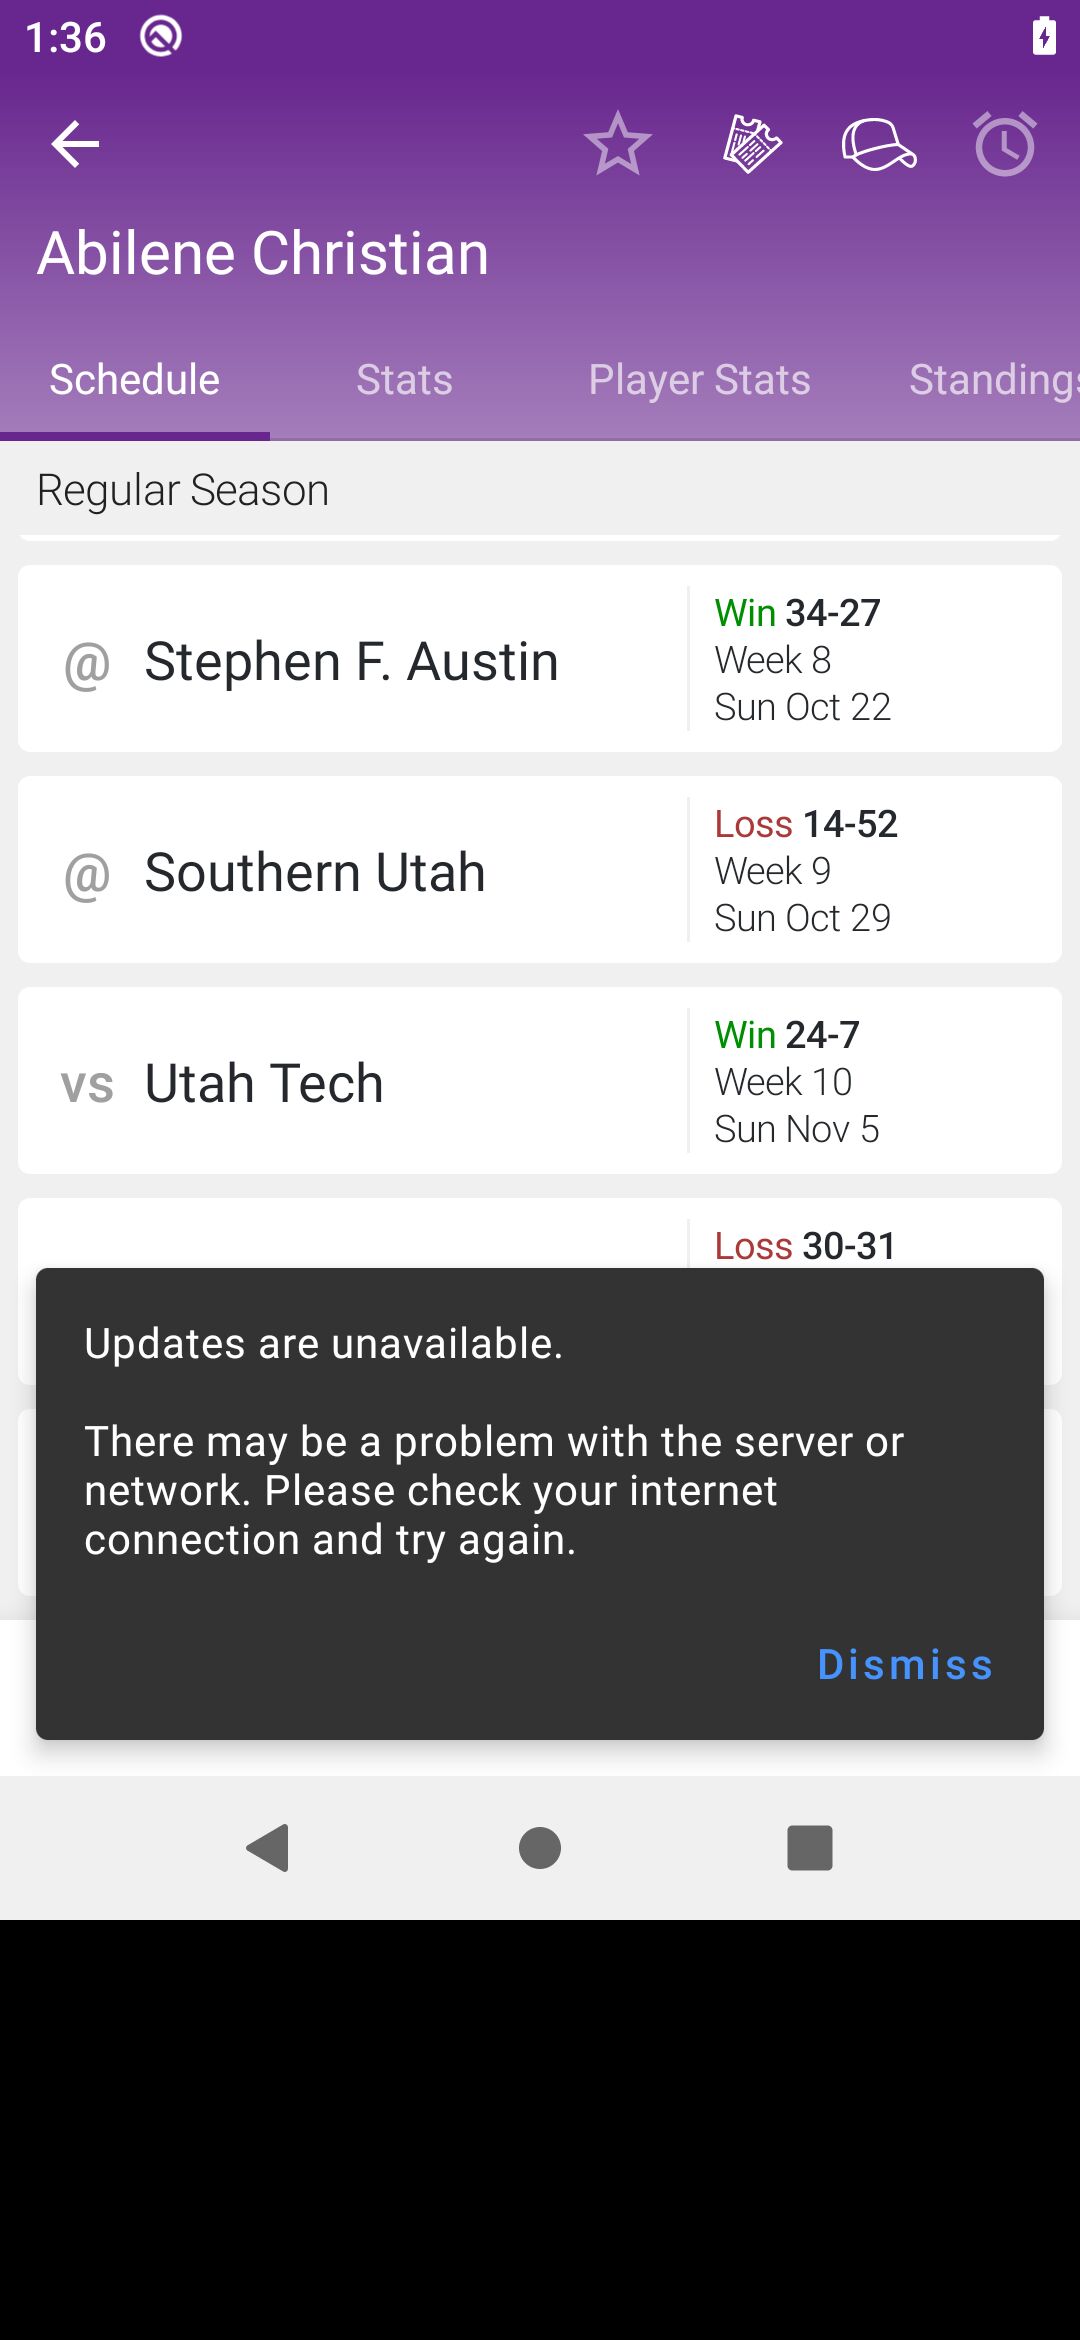 1:36
Abilene Christian
Schedule
Stats
Player Stats
Standings
Regular Season
@ Stephen F. Austin
Win 34-27
Week 8
Sun Oct 22
@ Southern Utah
Loss 14-52
Week 9
Sun Oct 29
vs Utah Tech
Win 24-7
Week 10
Sun Nov 5
Loss 30-31
Updates are unavailable.
There may be a problem with the server or
network. Please check your internet
connection and try again.
Dismiss